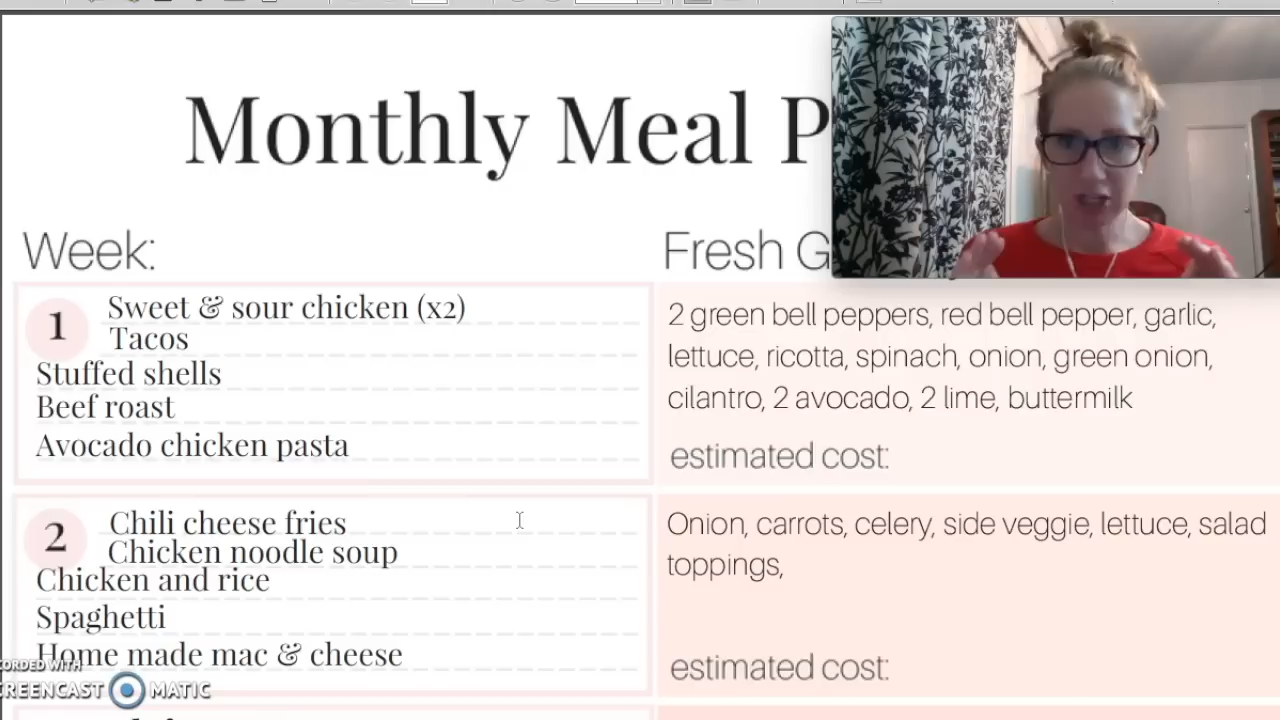 Monthly Meal P
Week:
Fresh G
1
Sweet & sour chicken (x2)
Tacos
Stuffed shells
Beef roast
Avocado chicken pasta
2 green bell peppers, red bell pepper, garlic,
lettuce, ricotta, spinach, onion, green onion,
cilantro, 2 avocado, 2 lime, buttermilk
estimated cost:
2
Chili cheese fries
Chicken noodle soup
Chicken and rice
Spaghetti
Home made mac & cheese
Onion, carrots, celery, side veggie, lettuce, salad
toppings,
estimated cost:
CORDED WITH
CREENCAST MATIC